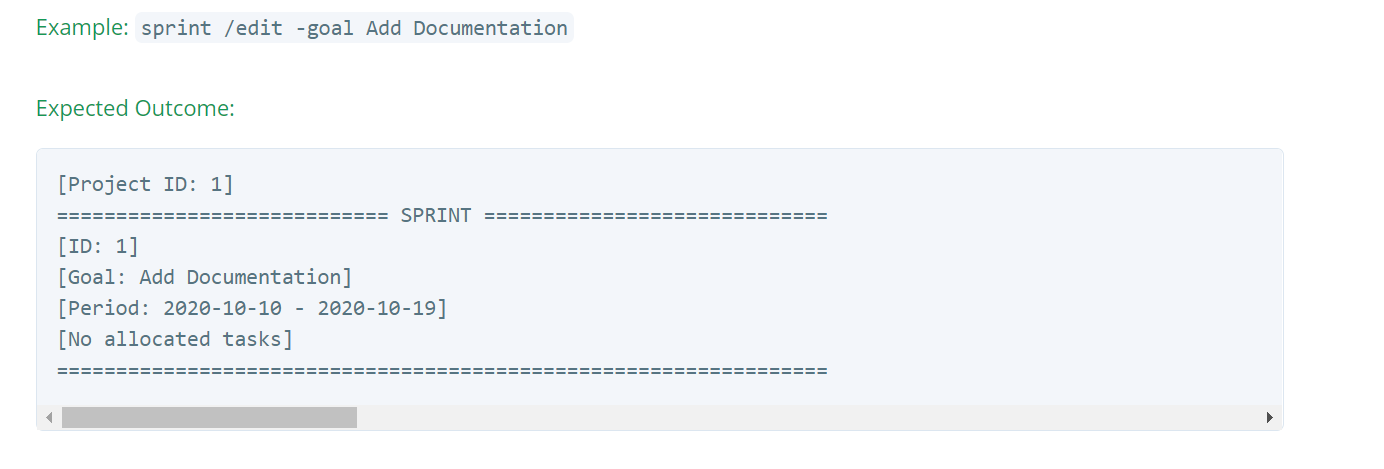 Example: sprint /edit -goal Add Documentation
Expected Outcome:
[Project ID: 1]
============================ SPRINT =============================
[ID: 1]
[Goal: Add Documentation]
[Period: 2020-10-10 - 2020-10-19]
[No allocated tasks]
=================================================================